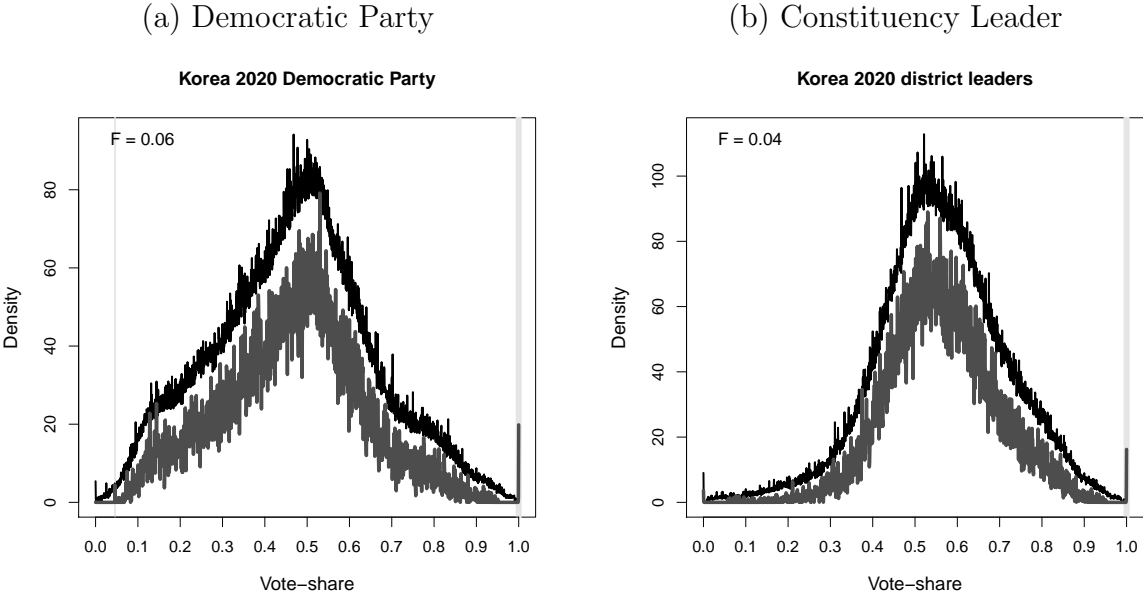 (a) Democratic Party
(b) Constituency Leader
Korea 2020 Democratic Party
F = 0.06
Density
0
20
40
60
80
0.0 0.1 0.2 0.3 0.4 0.5 0.6 0.7 0.8 0.9 1.0
Vote−share
Korea 2020 district leaders
F = 0.04
Density
0
20
40
60
80
100
0.0 0.1 0.2 0.3 0.4 0.5 0.6 0.7 0.8 0.9 1.0
Vote−share